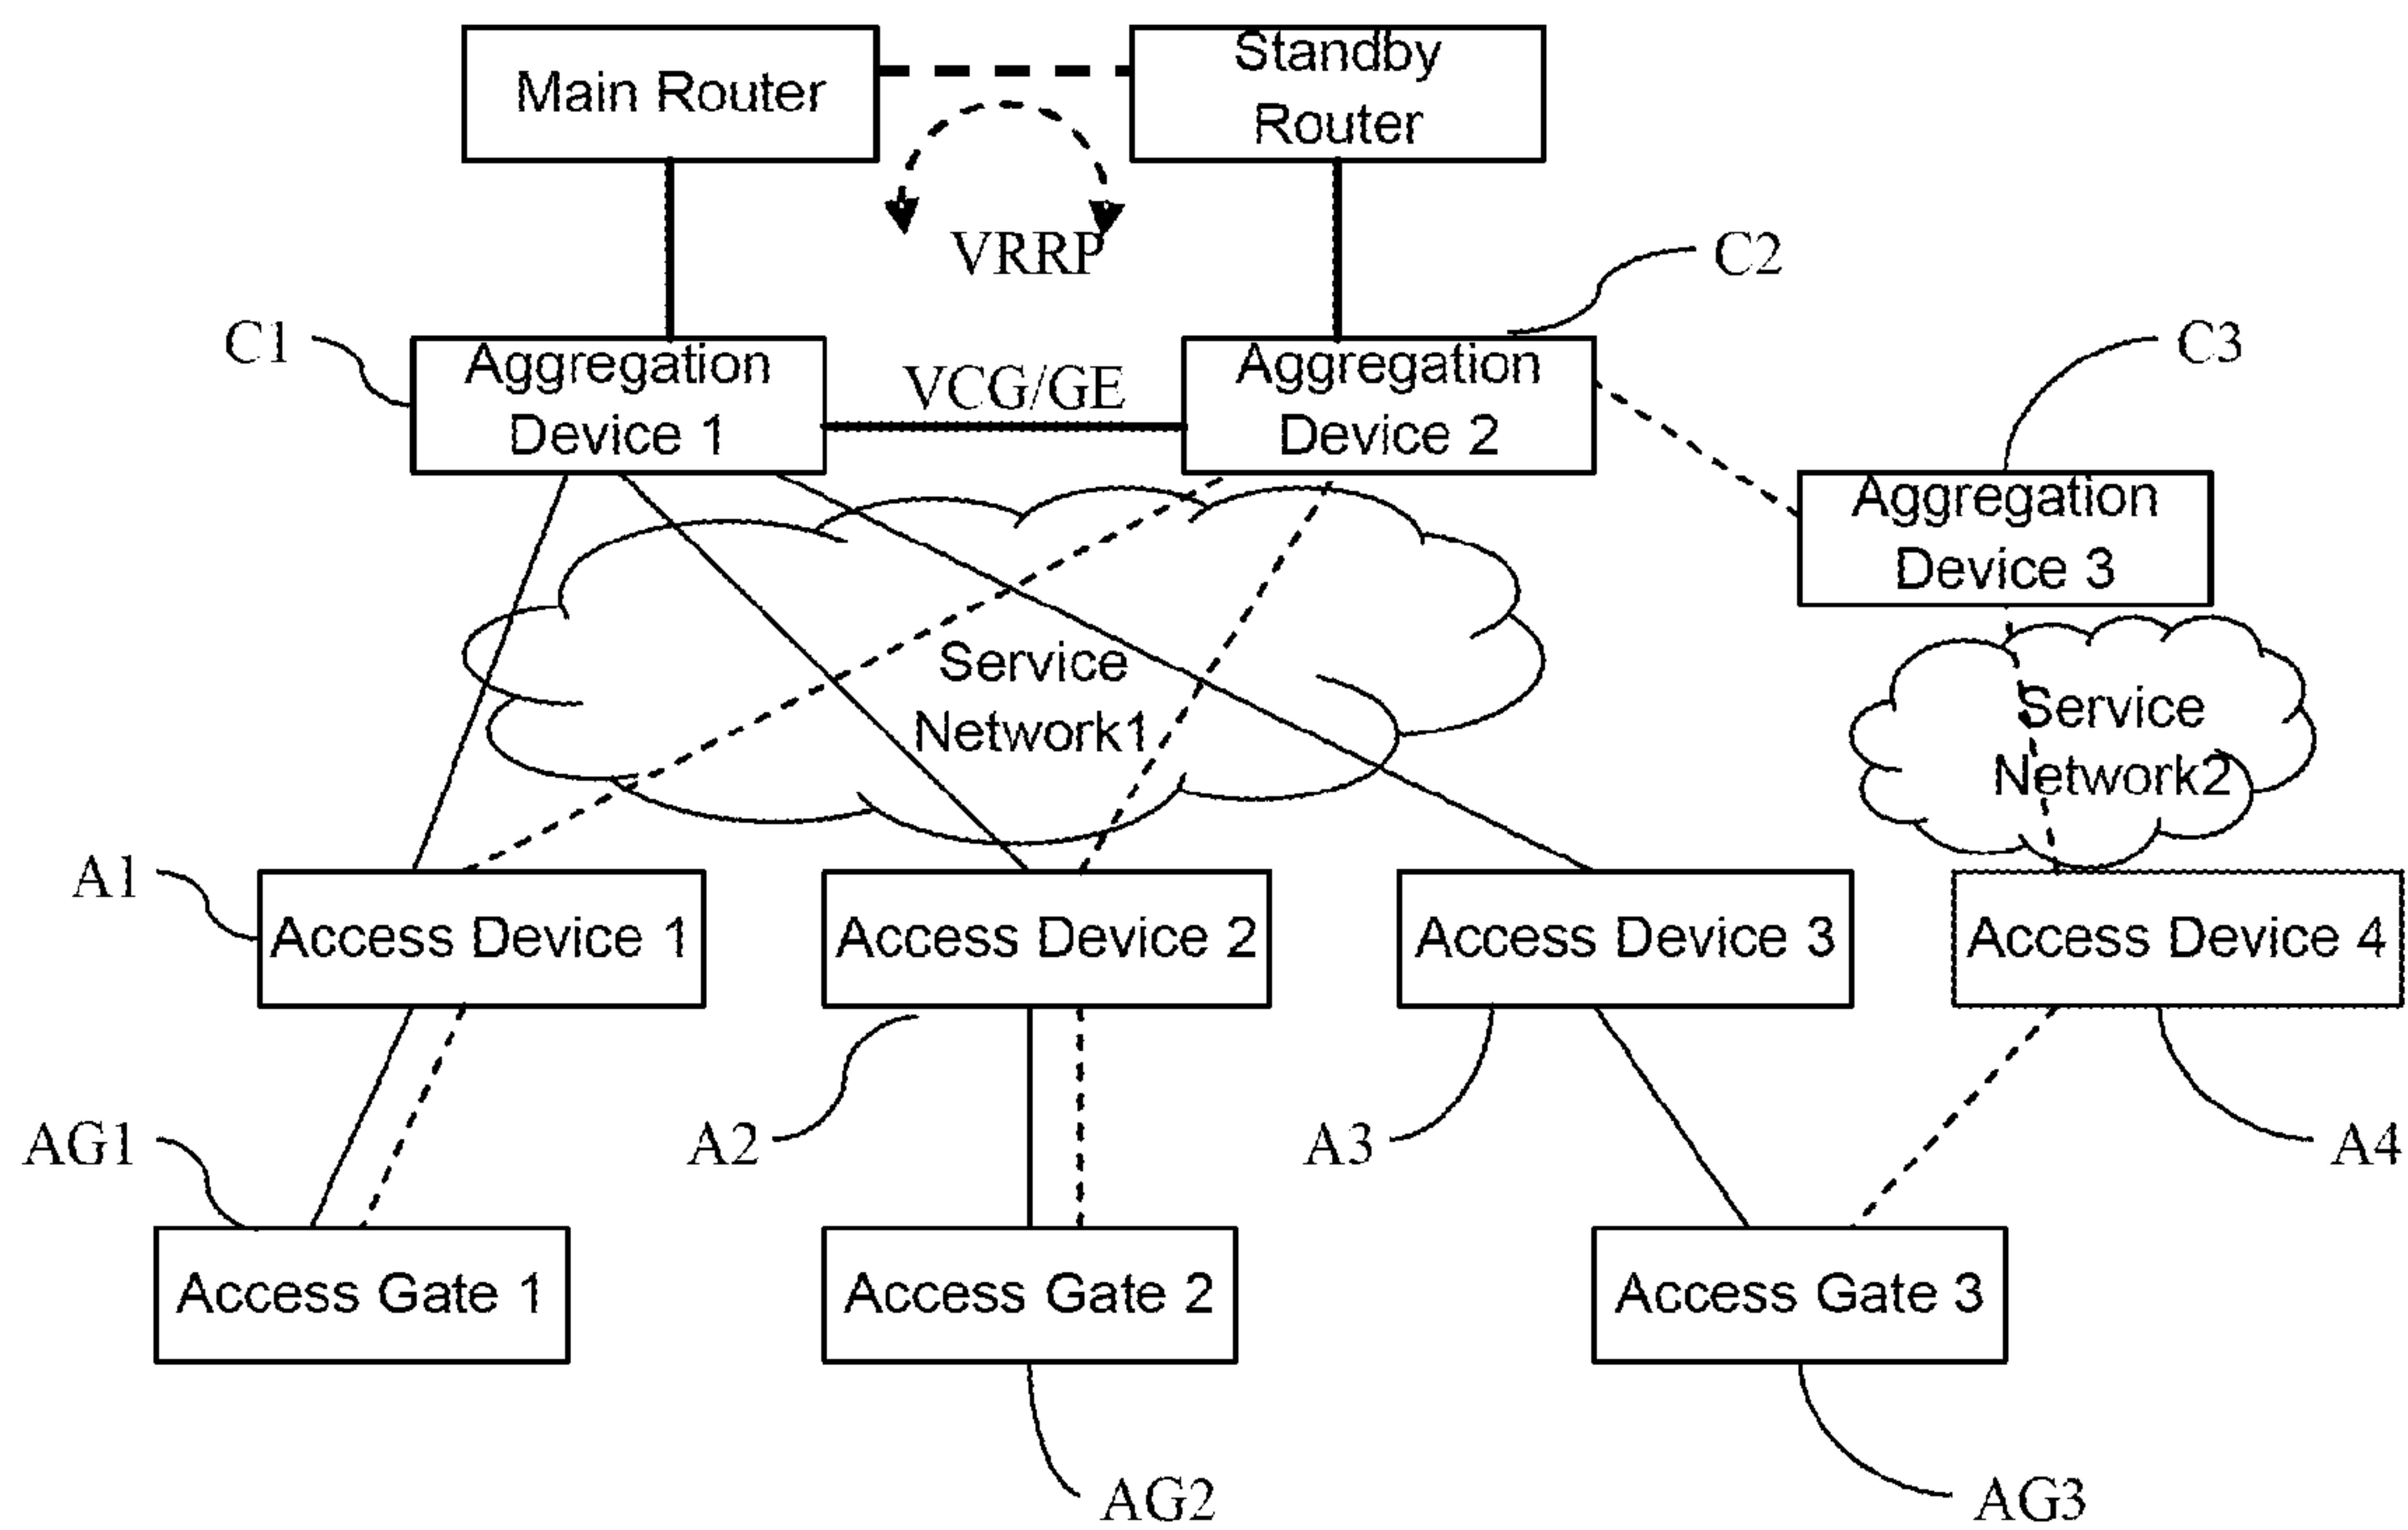 Main Router
Standby
Router
VRRP
C2
C1
Aggregation
Device 1
VCG/GE
Aggregation
Device 2
C3
Aggregation
Device 3
Service
Network1
Service
Network2
A1
Access Device 1
Access Device 2
Access Device 3
Access Device 4
AG1
A2
A3
A4
Access Gate 1
Access Gate 2
Access Gate 3
AG2
AG3